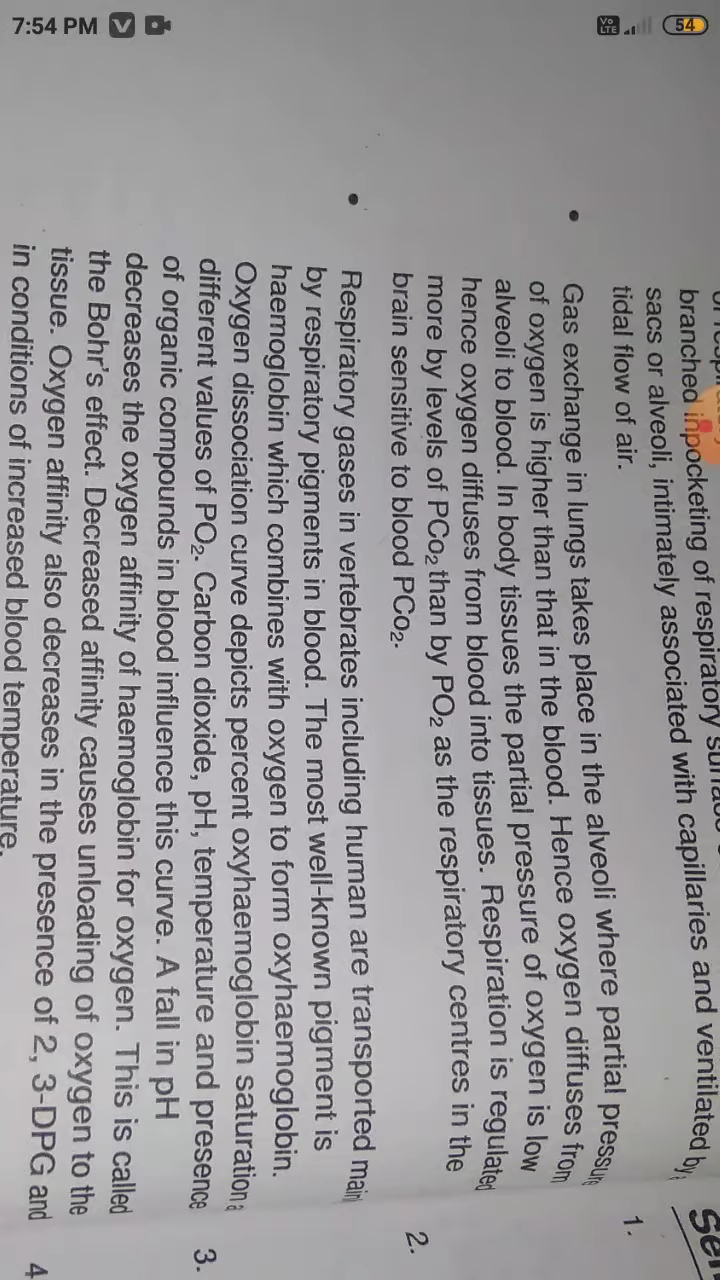 7:54 PM
VO LTE
54
branched inpocketing of respiratory
sacs or alveoli, intimately associated with capillaries and ventilated by
tidal flow of air.
• Gas exchange in lungs takes place in the alveoli where partial pressure
of oxygen is higher than that in the blood. Hence oxygen diffuses from
alveoli to blood. In body tissues the partial pressure of oxygen is low
hence oxygen diffuses from blood into tissues. Respiration is regulated
more by levels of PCo₂ than by PO₂ as the respiratory centres in the
brain sensitive to blood PCo₂.
• Respiratory gases in vertebrates including human are transported
by respiratory pigments in blood. The most well-known pigment is
haemoglobin which combines with oxygen to form oxyhaemoglobin.
Oxygen dissociation curve depicts percent oxyhaemoglobin saturation
different values of PO₂. Carbon dioxide, pH, temperature and presence
of organic compounds in blood influence this curve. A fall in pH
decreases the oxygen affinity of haemoglobin for oxygen. This is called
the Bohr's effect. Decreased affinity causes unloading of oxygen to the
tissue. Oxygen affinity also decreases in the presence of 2, 3-DPG and
in conditions of increased blood temperature.
1.
2.
3.
4